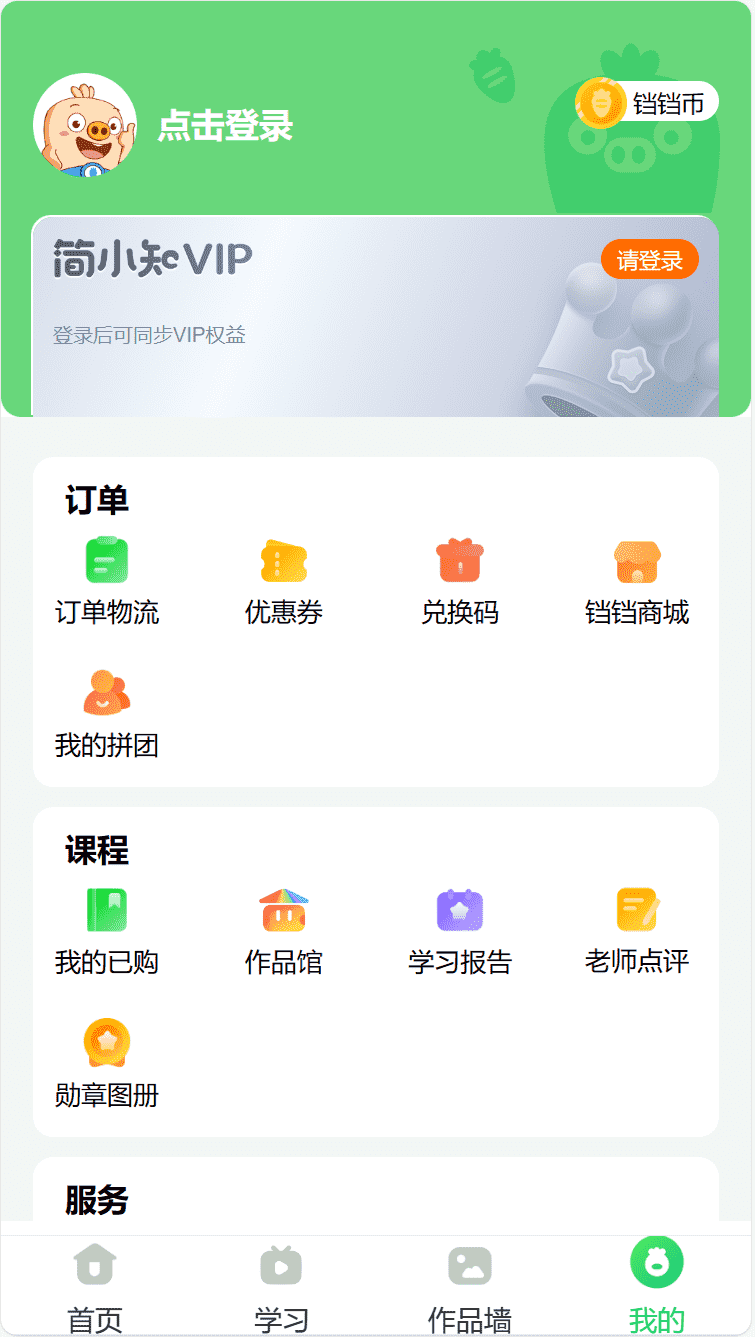 铛铛币
点击登录
简小知VIP
请登录
登录后可同步VIP权益
订单
订单物流 优惠券 兑换码 铛铛商城
我的拼团
课程
我的已购 作品馆 学习报告 老师点评
勋章图册
服务
首页 学习 作品墙 我的